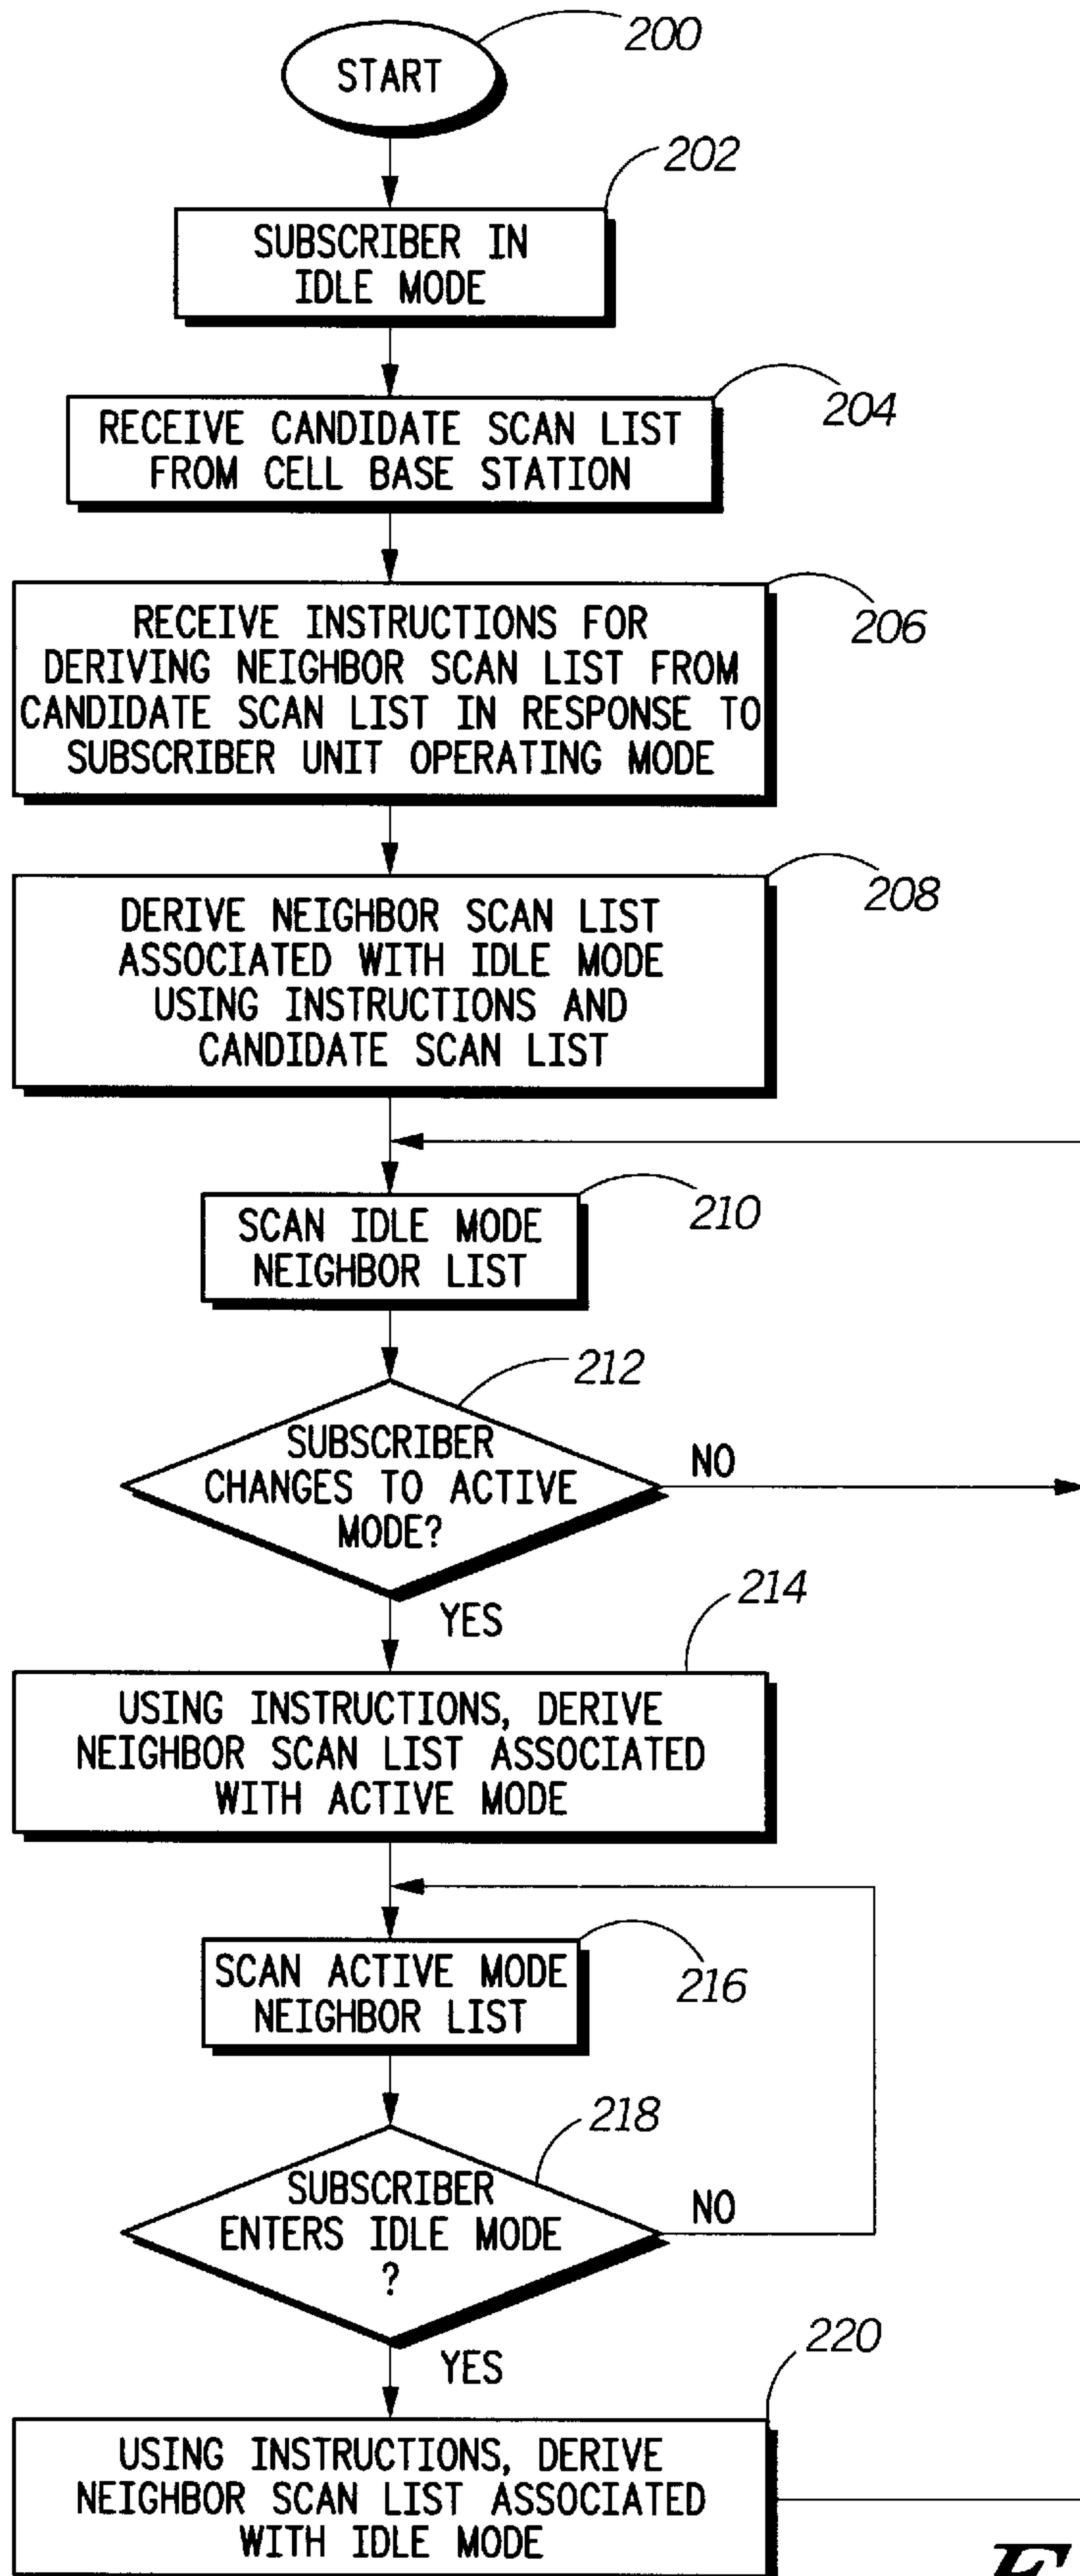 START
200
202
SUBSCRIBER IN
IDLE MODE
204
RECEIVE CANDIDATE SCAN LIST
FROM CELL BASE STATION
206
RECEIVE INSTRUCTIONS FOR
DERIVING NEIGHBOR SCAN LIST FROM
CANDIDATE SCAN LIST IN RESPONSE TO
SUBSCRIBER UNIT OPERATING MODE
208
DERIVE NEIGHBOR SCAN LIST
ASSOCIATED WITH IDLE MODE
USING INSTRUCTIONS AND
CANDIDATE SCAN LIST
210
SCAN IDLE MODE
NEIGHBOR LIST
212
SUBSCRIBER
CHANGES TO ACTIVE
MODE?
NO
YES
214
USING INSTRUCTIONS, DERIVE
NEIGHBOR SCAN LIST ASSOCIATED
WITH ACTIVE MODE
216
SCAN ACTIVE MODE
NEIGHBOR LIST
218
SUBSCRIBER
ENTERS IDLE MODE
?
NO
YES
220
USING INSTRUCTIONS, DERIVE
NEIGHBOR SCAN LIST ASSOCIATED
WITH IDLE MODE